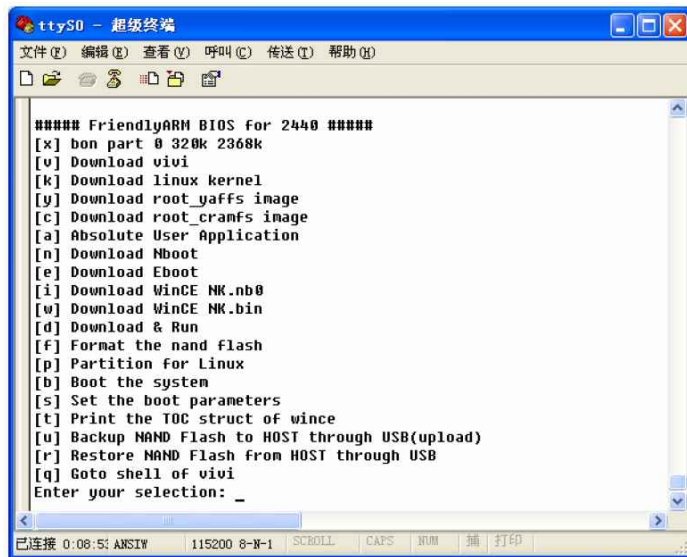 ttyS0 - 超级终端
文件(F) 编辑(E) 查看(V) 呼叫(C) 传送(T) 帮助(H)
##### FriendlyARM BIOS for 2440 #####
[x] bon part 0 320k 2368k
[v] Download vivi
[k] Download linux kernel
[y] Download root_yaffs image
[c] Download root_cramfs image
[a] Absolute User Application
[n] Download Nboot
[e] Download Eboot
[i] Download WinCE NK.nb0
[w] Download WinCE NK.bin
[d] Download & Run
[f] Format the nand flash
[p] Partition for Linux
[b] Boot the system
[s] Set the boot parameters
[t] Print the TOC struct of wince
[u] Backup NAND Flash to HOST through USB(upload)
[r] Restore NAND Flash from HOST through USB
[q] Goto shell of vivi
Enter your selection: _
已连接 0:08:53 ANSIW 115200 8-N-1 SCROLL CAPS NUM 捕 打印